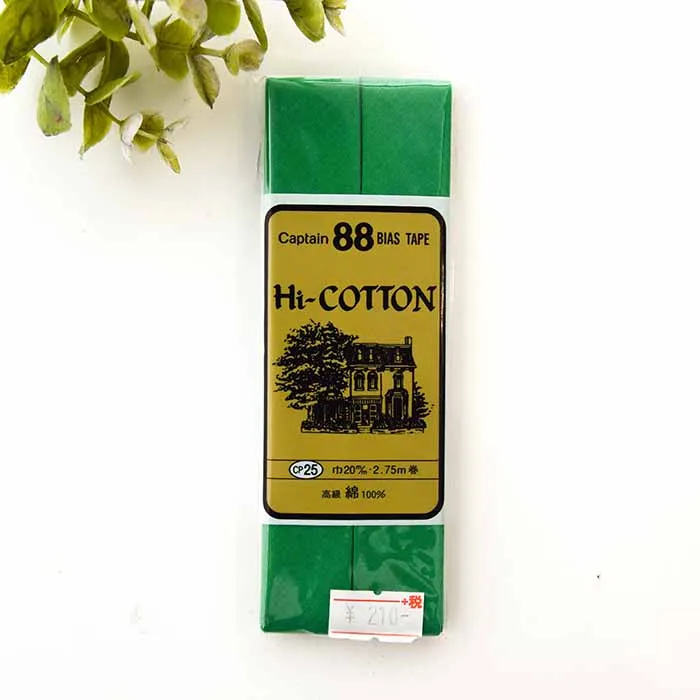 Captain 88 BIAS TAPE
Hi-COTTON
CP25 巾20㎜・2.75m巻
高級 綿 100%
+税
¥ 210-